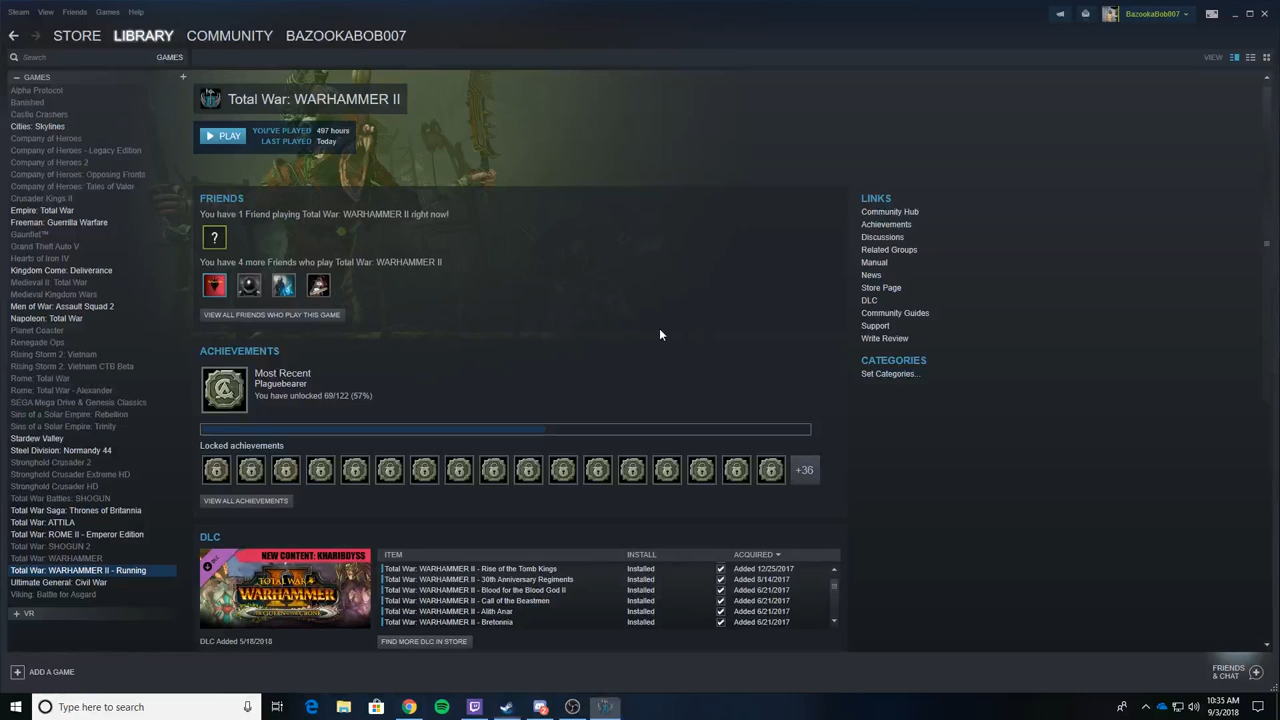 Steam View Friends Games Help
BazookaBob007
STORE LIBRARY COMMUNITY BAZOOKABOB007
Search GAMES
VIEW
GAMES
Alpha Protocol
Banished
Castle Crashers
Cities: Skylines
Company of Heroes
Company of Heroes - Legacy Edition
Company of Heroes 2
Company of Heroes: Opposing Fronts
Company of Heroes: Tales of Valor
Crusader Kings II
Empire: Total War
Freeman: Guerrilla Warfare
Gauntlet™
Grand Theft Auto V
Hearts of Iron IV
Kingdom Come: Deliverance
Medieval II: Total War
Medieval Kingdom Wars
Men of War: Assault Squad 2
Napoleon: Total War
Planet Coaster
Renegade Ops
Rising Storm 2: Vietnam
Rising Storm 2: Vietnam CTB Beta
Rome: Total War
Rome: Total War - Alexander
SEGA Mega Drive & Genesis Classics
Sins of a Solar Empire: Rebellion
Sins of a Solar Empire: Trinity
Stardew Valley
Steel Division: Normandy 44
Stronghold Crusader 2
Stronghold Crusader Extreme HD
Stronghold Crusader HD
Total War Battles: SHOGUN
Total War Saga: Thrones of Britannia
Total War: ATTILA
Total War: ROME II - Emperor Edition
Total War: SHOGUN 2
Total War: WARHAMMER
Total War: WARHAMMER II - Running
Ultimate General: Civil War
Viking: Battle for Asgard
VR
Total War: WARHAMMER II
PLAY
YOU'VE PLAYED 497 hours
LAST PLAYED Today
FRIENDS
You have 1 Friend playing Total War: WARHAMMER II right now!
?
You have 4 more Friends who play Total War: WARHAMMER II
VIEW ALL FRIENDS WHO PLAY THIS GAME
ACHIEVEMENTS
Most Recent
Plaguebearer
You have unlocked 69/122 (57%)
Locked achievements
+36
VIEW ALL ACHIEVEMENTS
DLC
DLC
NEW CONTENT: KHARIBDYSS
TOTAL WAR
WARHAMMER
II
THE QUEEN & THE CRONE
DLC Added 5/18/2018
ITEM INSTALL ACQUIRED
Total War: WARHAMMER II - Rise of the Tomb Kings Installed Added 12/25/2017
Total War: WARHAMMER II - 30th Anniversary Regiments Installed Added 8/14/2017
Total War: WARHAMMER II - Blood for the Blood God II Installed Added 6/21/2017
Total War: WARHAMMER II - Call of the Beastmen Installed Added 6/21/2017
Total War: WARHAMMER II - Alith Anar Installed Added 6/21/2017
Total War: WARHAMMER II - Bretonnia Installed Added 6/21/2017
FIND MORE DLC IN STORE
LINKS
Community Hub
Achievements
Discussions
Related Groups
Manual
News
Store Page
DLC
Community Guides
Support
Write Review
CATEGORIES
Set Categories...
ADD A GAME
FRIENDS
& CHAT
Type here to search
10:35 AM
9/3/2018